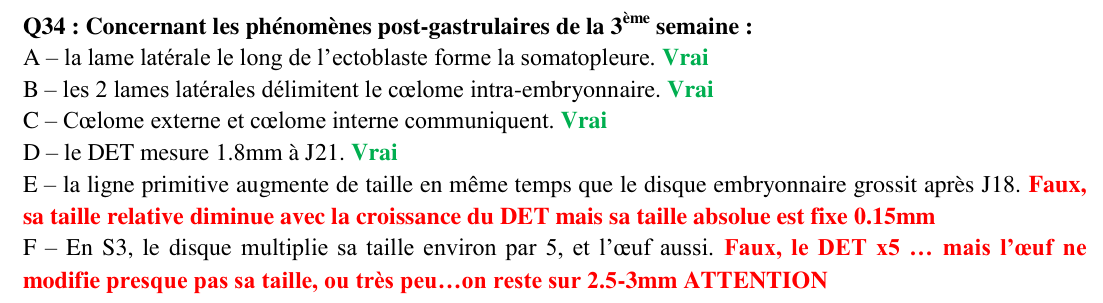 Q34 : Concernant les phénomènes post-gastrulaires de la 3ème semaine :
A – la lame latérale le long de l’ectoblaste forme la somatopleure. Vrai
B – les 2 lames latérales délimitent le cœlome intra-embryonnaire. Vrai
C – Cœlome externe et cœlome interne communiquent. Vrai
D – le DET mesure 1.8mm à J21. Vrai
E – la ligne primitive augmente de taille en même temps que le disque embryonnaire grossit après J18. Faux,
sa taille relative diminue avec la croissance du DET mais sa taille absolue est fixe 0.15mm
F – En S3, le disque multiplie sa taille environ par 5, et l’œuf aussi. Faux, le DET x5 … mais l’œuf ne
modifie presque pas sa taille, ou très peu…on reste sur 2.5-3mm ATTENTION